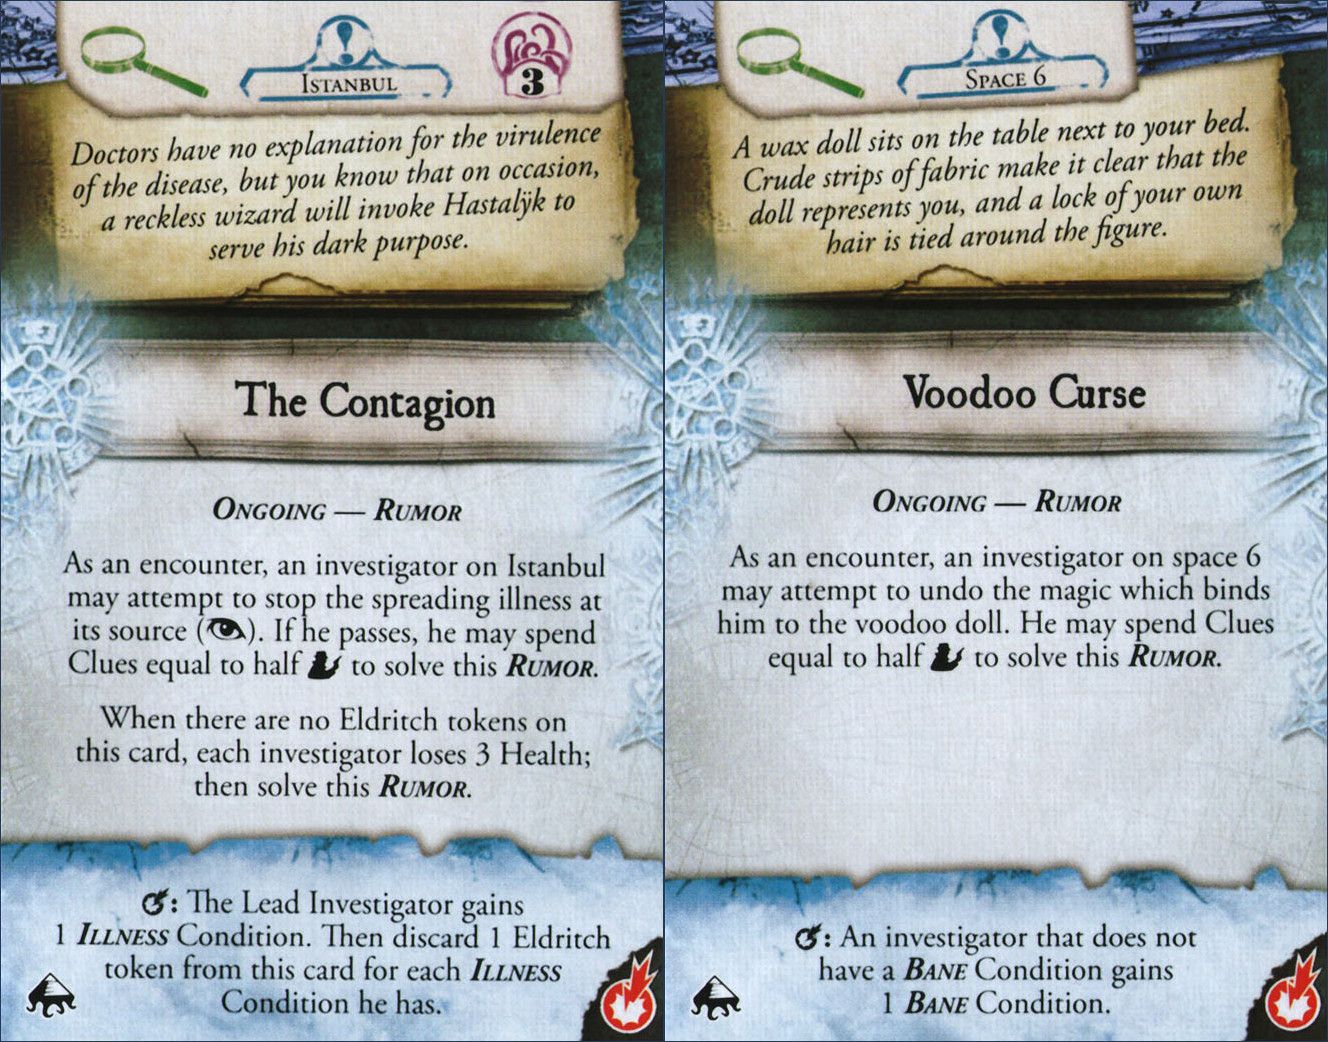 Istanbul
3
Doctors have no explanation for the virulence
of the disease, but you know that on occasion,
a reckless wizard will invoke Hastalÿk to
serve his dark purpose.
The Contagion
Ongoing — Rumor
As an encounter, an investigator on Istanbul
may attempt to stop the spreading illness at
its source ( ). If he passes, he may spend
Clues equal to half to solve this Rumor.
When there are no Eldritch tokens on
this card, each investigator loses 3 Health;
then solve this Rumor.
: The Lead Investigator gains
1 Illness Condition. Then discard 1 Eldritch
token from this card for each Illness
Condition he has.
Space 6
A wax doll sits on the table next to your bed.
Crude strips of fabric make it clear that the
doll represents you, and a lock of your own
hair is tied around the figure.
Voodoo Curse
Ongoing — Rumor
As an encounter, an investigator on space 6
may attempt to undo the magic which binds
him to the voodoo doll. He may spend Clues
equal to half to solve this Rumor.
: An investigator that does not
have a Bane Condition gains
1 Bane Condition.